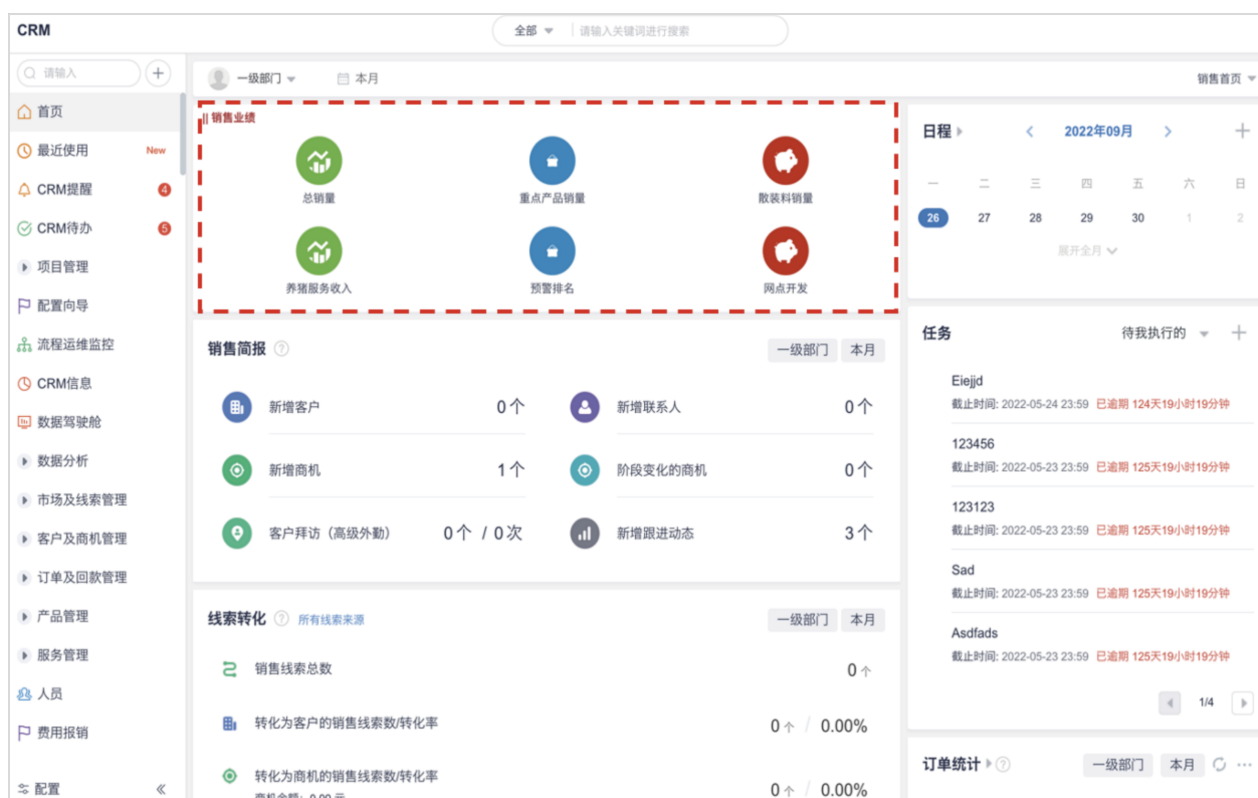 CRM
全部
请输入关键词进行搜索
请输入
首页
最近使用 New
CRM提醒 4
CRM待办 5
项目管理
配置向导
流程运维监控
CRM信息
数据驾驶舱
数据分析
市场及线索管理
客户及商机管理
订单及回款管理
产品管理
服务管理
人员
费用报销
配置
一级部门 本月
销售首页
销售业绩
总销量 重点产品销量 散装料销量
养猪服务收入 预警排名 网点开发
销售简报 一级部门 本月
新增客户 0个 新增联系人 0个
新增商机 1个 阶段变化的商机 0个
客户拜访（高级外勤） 0个 / 0次 新增跟进动态 3个
线索转化 所有线索来源 一级部门 本月
销售线索总数 0个
转化为客户的销售线索数/转化率 0个 / 0.00%
转化为商机的销售线索数/转化率 0个 / 0.00%
商机金额：0.00 元
日程 2022年09月
一 二 三 四 五 六 日
26 27 28 29 30 1 2
展开全月
任务 待我执行的
Eiejjd
截止时间: 2022-05-24 23:59 已逾期 124天19小时19分钟
123456
截止时间: 2022-05-23 23:59 已逾期 125天19小时19分钟
123123
截止时间: 2022-05-23 23:59 已逾期 125天19小时19分钟
Sad
截止时间: 2022-05-23 23:59 已逾期 125天19小时19分钟
Asdfads
截止时间: 2022-05-23 23:59 已逾期 125天19小时19分钟
1/4
订单统计 一级部门 本月